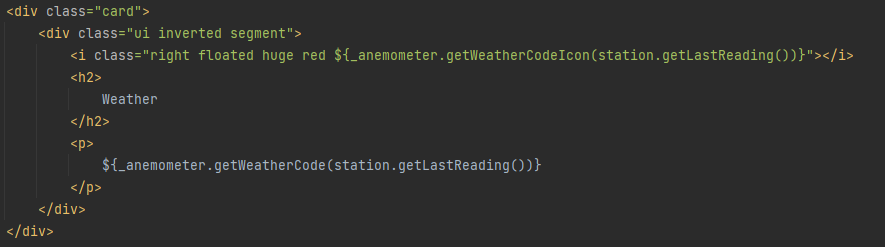 <div class="card">
    <div class="ui inverted segment">
        <i class="right floated huge red ${_anemometer.getWeatherCodeIcon(station.getLastReading())}"></i>
        <h2>
            Weather
        </h2>
        <p>
            ${_anemometer.getWeatherCode(station.getLastReading())}
        </p>
    </div>
</div>